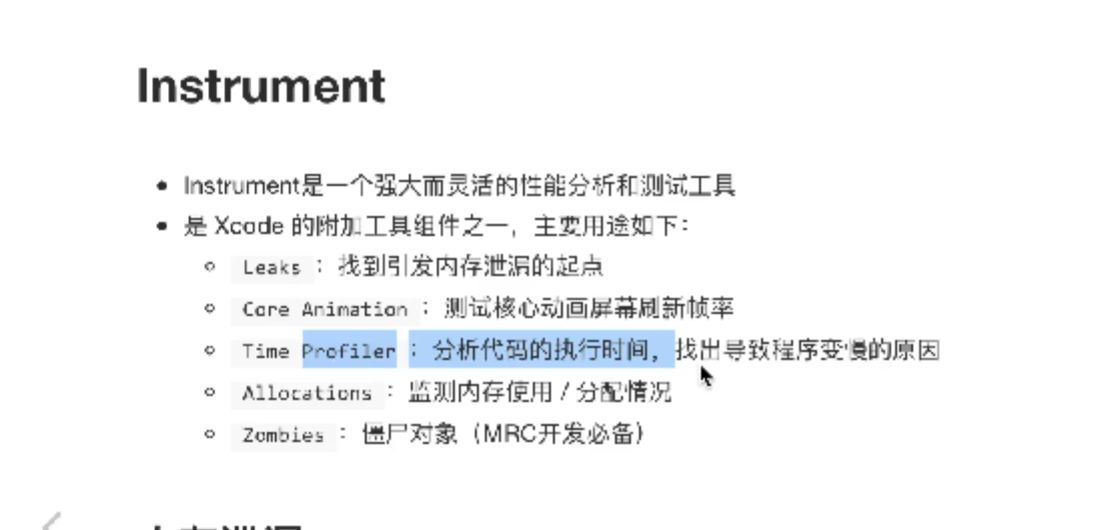 Instrument
Instrument是一个强大而灵活的性能分析和测试工具
是 Xcode 的附加工具组件之一，主要用途如下：
Leaks ：找到引发内存泄漏的起点
Core Animation ：测试核心动画屏幕刷新帧率
Time Profiler ：分析代码的执行时间，找出导致程序变慢的原因
Allocations ：监测内存使用 / 分配情况
Zombies ：僵尸对象（MRC开发必备）